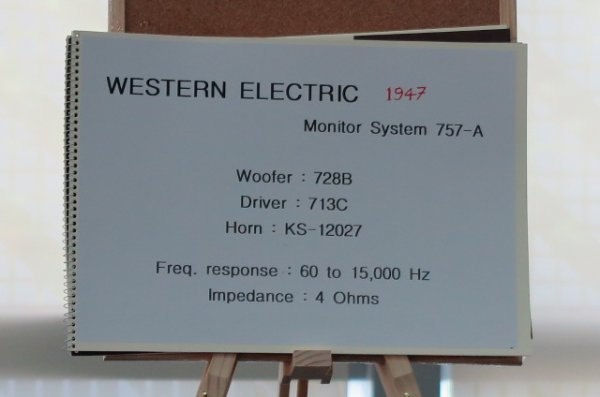 WESTERN ELECTRIC 1947
Monitor System 757-A
Woofer : 728B
Driver : 713C
Horn : KS-12027
Freq. response : 60 to 15,000 Hz
Impedance : 4 Ohms